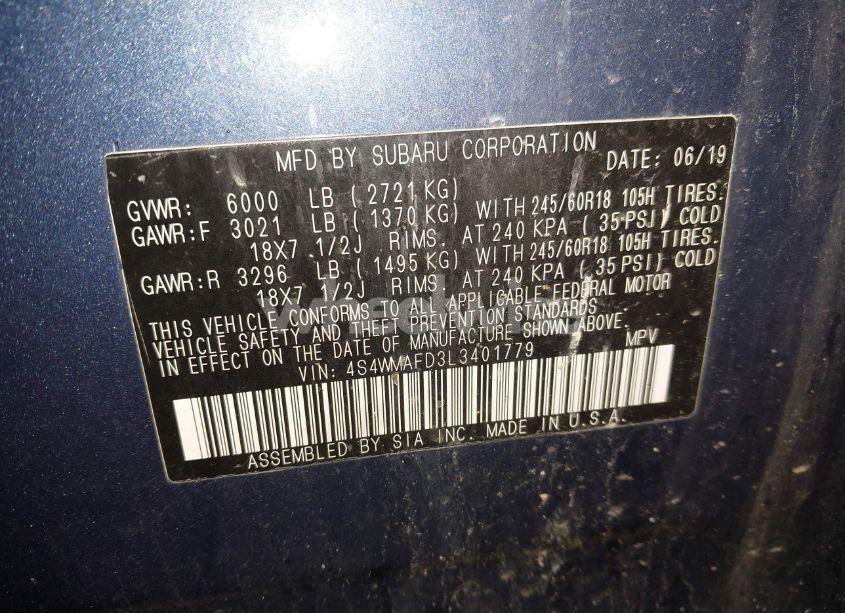 MFD BY SUBARU CORPORATION DATE: 06/19
GVWR: 6000 LB ( 2721 KG)
GAWR:F 3021 LB ( 1370 KG) WITH 245/60R18 105H TIRES.
18X7 1/2J RIMS. AT 240 KPA ( 35 PSI) COLD
GAWR:R 3296 LB ( 1495 KG) WITH 245/60R18 105H TIRES.
18X7 1/2J RIMS AT 240 KPA ( 35 PSI) COLD
THIS VEHICLE CONFORMS TO ALL APPLICABLE FEDERAL MOTOR
VEHICLE SAFETY AND THEFT PREVENTION STANDARDS
IN EFFECT ON THE DATE OF MANUFACTURE SHOWN ABOVE.
VIN: 4S4WMAFD3L3401779 MPV
ASSEMBLED BY SIA INC. MADE IN U.S.A.